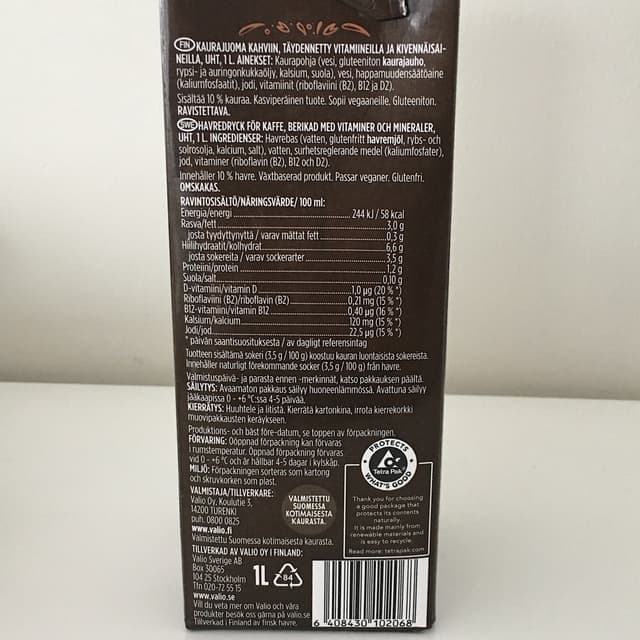 FIN KAURAJUOMA KAHVIIN, TÄYDENNETTY VITAMIINEILLA JA KIVENNÄISAI-
NEILLA, UHT, 1 L. AINEKSET: Kaurapohja (vesi, gluteeniton kaurajauho,
rypsi- ja auringonkukkaöljy, kalsium, suola), vesi, happamuudensäätöaine
(kaliumfosfaatit), jodi, vitamiinit (riboflaviini (B2), B12 ja D2).
Sisältää 10 % kauraa. Kasviperäinen tuote. Sopii vegaaneille. Gluteeniton.
RAVISTETTAVA.
SWE HAVREDRYCK FÖR KAFFE, BERIKAD MED VITAMINER OCH MINERALER,
UHT, 1 L. INGREDIENSER: Havrebas (vatten, glutenfritt havremjöl, rybs- och
solrosolja, kalcium, salt), vatten, surhetsreglerande medel (kaliumfosfater),
jod, vitaminer (riboflavin (B2), B12 och D2).
Innehåller 10 % havre. Växtbaserad produkt. Passar veganer. Glutenfri.
OMSKAKAS.
RAVINTOSISÄLTÖ/NÄRINGSVÄRDE/ 100 ml:
Energia/energi 244 kJ / 58 kcal
Rasva/fett 3,0 g
josta tyydyttynyttä / varav mättat fett 0,3 g
Hiilihydraatit/kolhydrat 6,6 g
josta sokereita / varav sockerarter 3,5 g
Proteiini/protein 1,2 g
Suola/salt 0,10 g
D-vitamiini/vitamin D 1,0 µg (20 % *)
Riboflaviini (B2)/riboflavin (B2) 0,21 mg (15 % *)
B12-vitamiini/vitamin B12 0,40 µg (16 % *)
Kalsium/kalcium 120 mg (15 % *)
Jodi/jod 22,5 µg (15 % *)
* päivän saantisuosituksesta / av dagligt referensintag
Tuotteen sisältämä sokeri (3,5 g / 100 g) koostuu kauran luontaisista sokereista.
Innehåller naturligt förekommande socker (3,5 g / 100 g) från havre.
Valmistuspäivä- ja parasta ennen -merkinnät, katso pakkauksen päältä.
SÄILYTYS: Avaamaton pakkaus säilyy huoneenlämmössä. Avattuna säilyy
jääkaapissa 0 - +6 °C:ssa 4-5 päivää.
KIERRÄTYS: Huuhtele ja litistä. Kierrätä kartonkina, irrota kierrekorkki
muovipakkausten keräykseen.
Produktions- och bäst före-datum, se toppen av förpackningen.
FÖRVARING: Oöppnad förpackning kan förvaras
i rumstemperatur. Öppnad förpackning förvaras
vid 0 - +6 °C och är hållbar 4-5 dagar i kylskåp.
MILJÖ: Förpackningen sorteras som kartong
och skruvkorken som plast.
VALMISTAJA/TILLVERKARE:
Valio Oy, Koulutie 3,
14200 TURENKI
puh. 0800 0825
www.valio.fi
Valmistettu Suomessa kotimaisesta kaurasta.
TILLVERKAD AV VALIO OY I FINLAND:
Valio Sverige AB
Box 30065
104 25 Stockholm
Tfn 020-72 55 15
www.valio.se
Vill du veta mer om Valio och våra
produkter besök oss gärna på valio.se
Tillverkad i Finland av finsk havre.
VALMISTETTU
SUOMESSA
KOTIMAISESTA
KAURASTA.
1L
84
PROTECTS
Tetra Pak
WHAT'S GOOD
Thank you for choosing
a good package that
protects its contents
naturally.
It is made mainly from
renewable materials and
is easy to recycle.
Read more: tetrapak.com
6 408430 102068